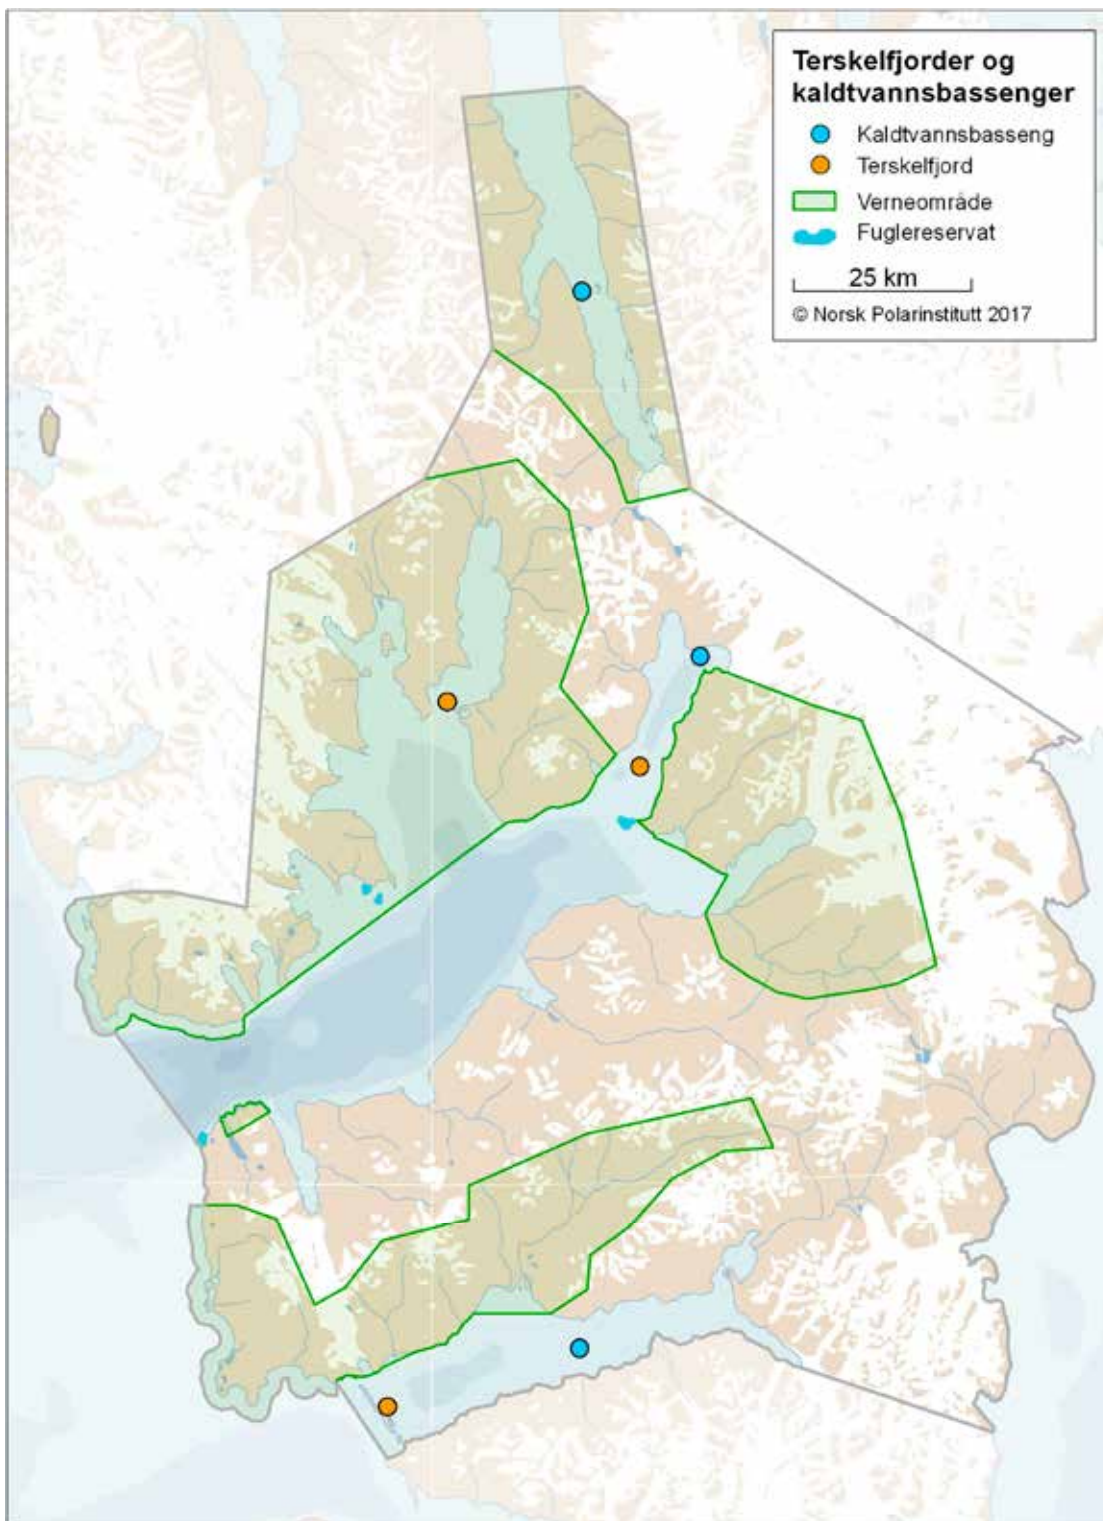 Terskelfjorder og
kaldtvannsbassenger
Kaldtvannsbasseng
Terskelfjord
Verneområde
Fuglereservat
25 km
© Norsk Polarinstitutt 2017